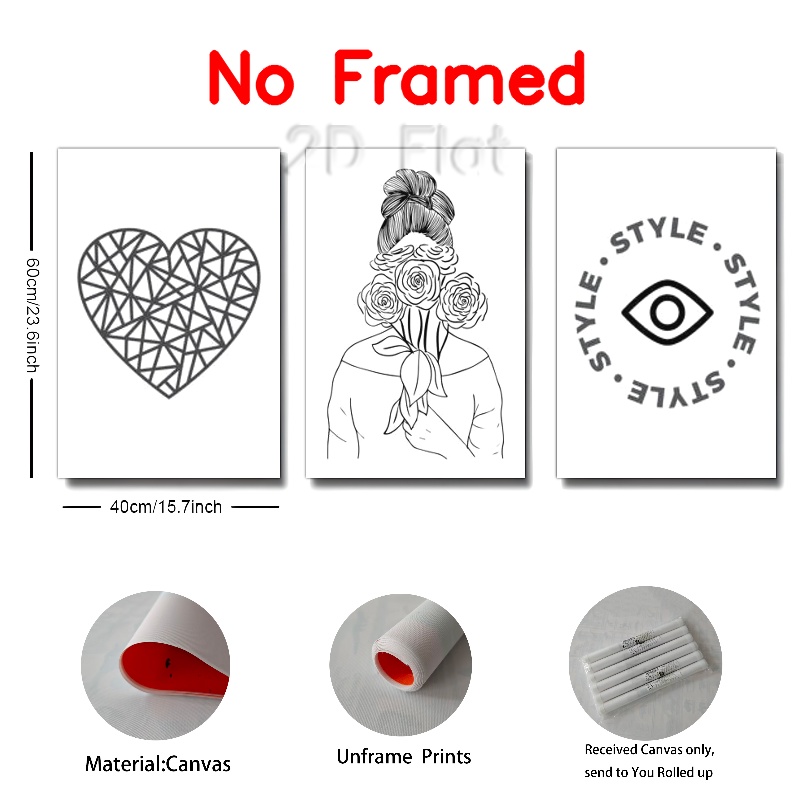 No Framed
2D Flat
60cm/23.6inch
40cm/15.7inch
STYLE • STYLE • STYLE • STYLE •
Material:Canvas
Unframe Prints
Received Canvas only,
send to You Rolled up